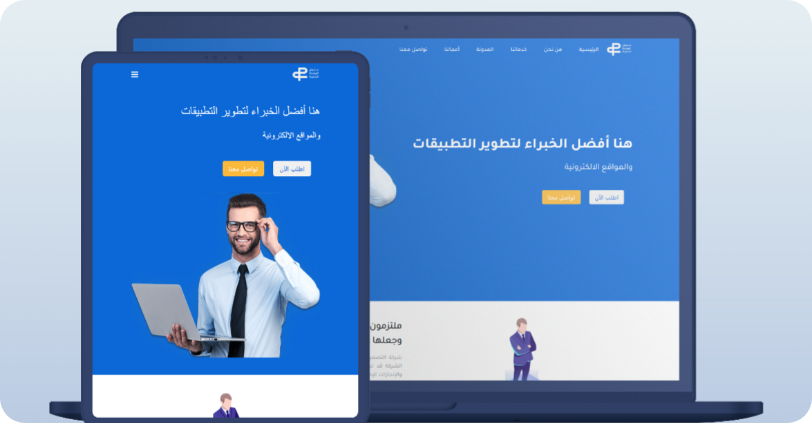 الرئيسية من نحن خدماتنا المدونة أعمالنا تواصل معنا
هنا أفضل الخبراء لتطوير التطبيقات
والمواقع الالكترونية
اطلب الآن تواصل معنا
ملتزمون
وجعلها
هنا أفضل الخبراء لتطوير التطبيقات
والمواقع الالكترونية
اطلب الآن تواصل معنا